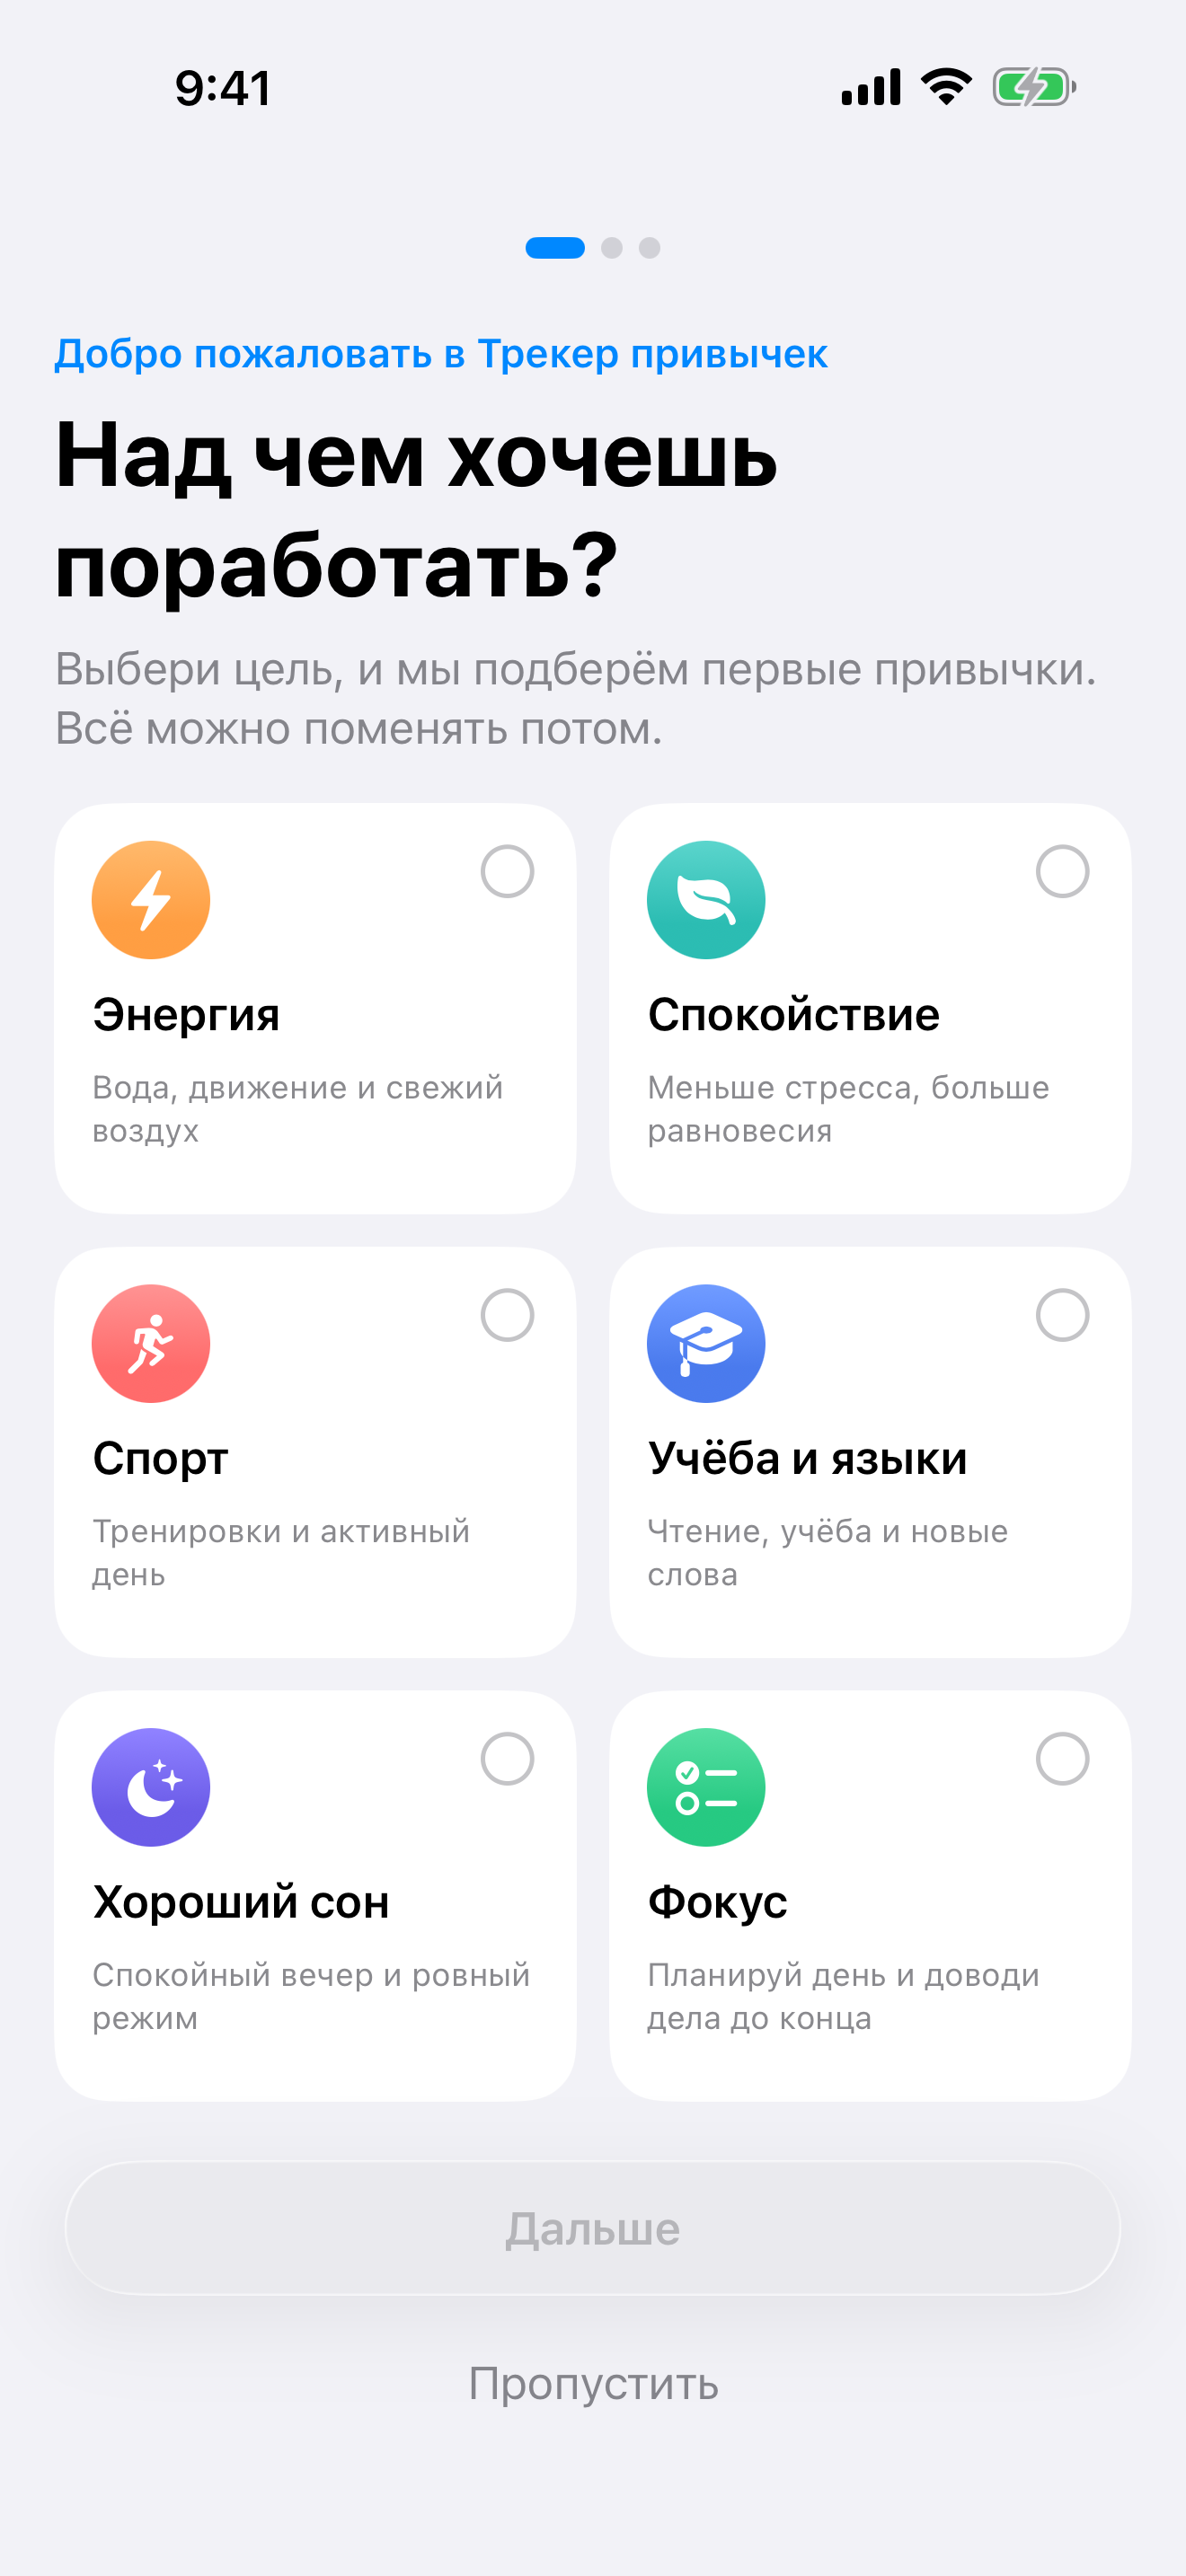 9:41
Добро пожаловать в Трекер привычек
Над чем хочешь
поработать?
Выбери цель, и мы подберём первые привычки.
Всё можно поменять потом.
Энергия
Вода, движение и свежий
воздух
Спокойствие
Меньше стресса, больше
равновесия
Спорт
Тренировки и активный
день
Учёба и языки
Чтение, учёба и новые
слова
Хороший сон
Спокойный вечер и ровный
режим
Фокус
Планируй день и доводи
дела до конца
Дальше
Пропустить